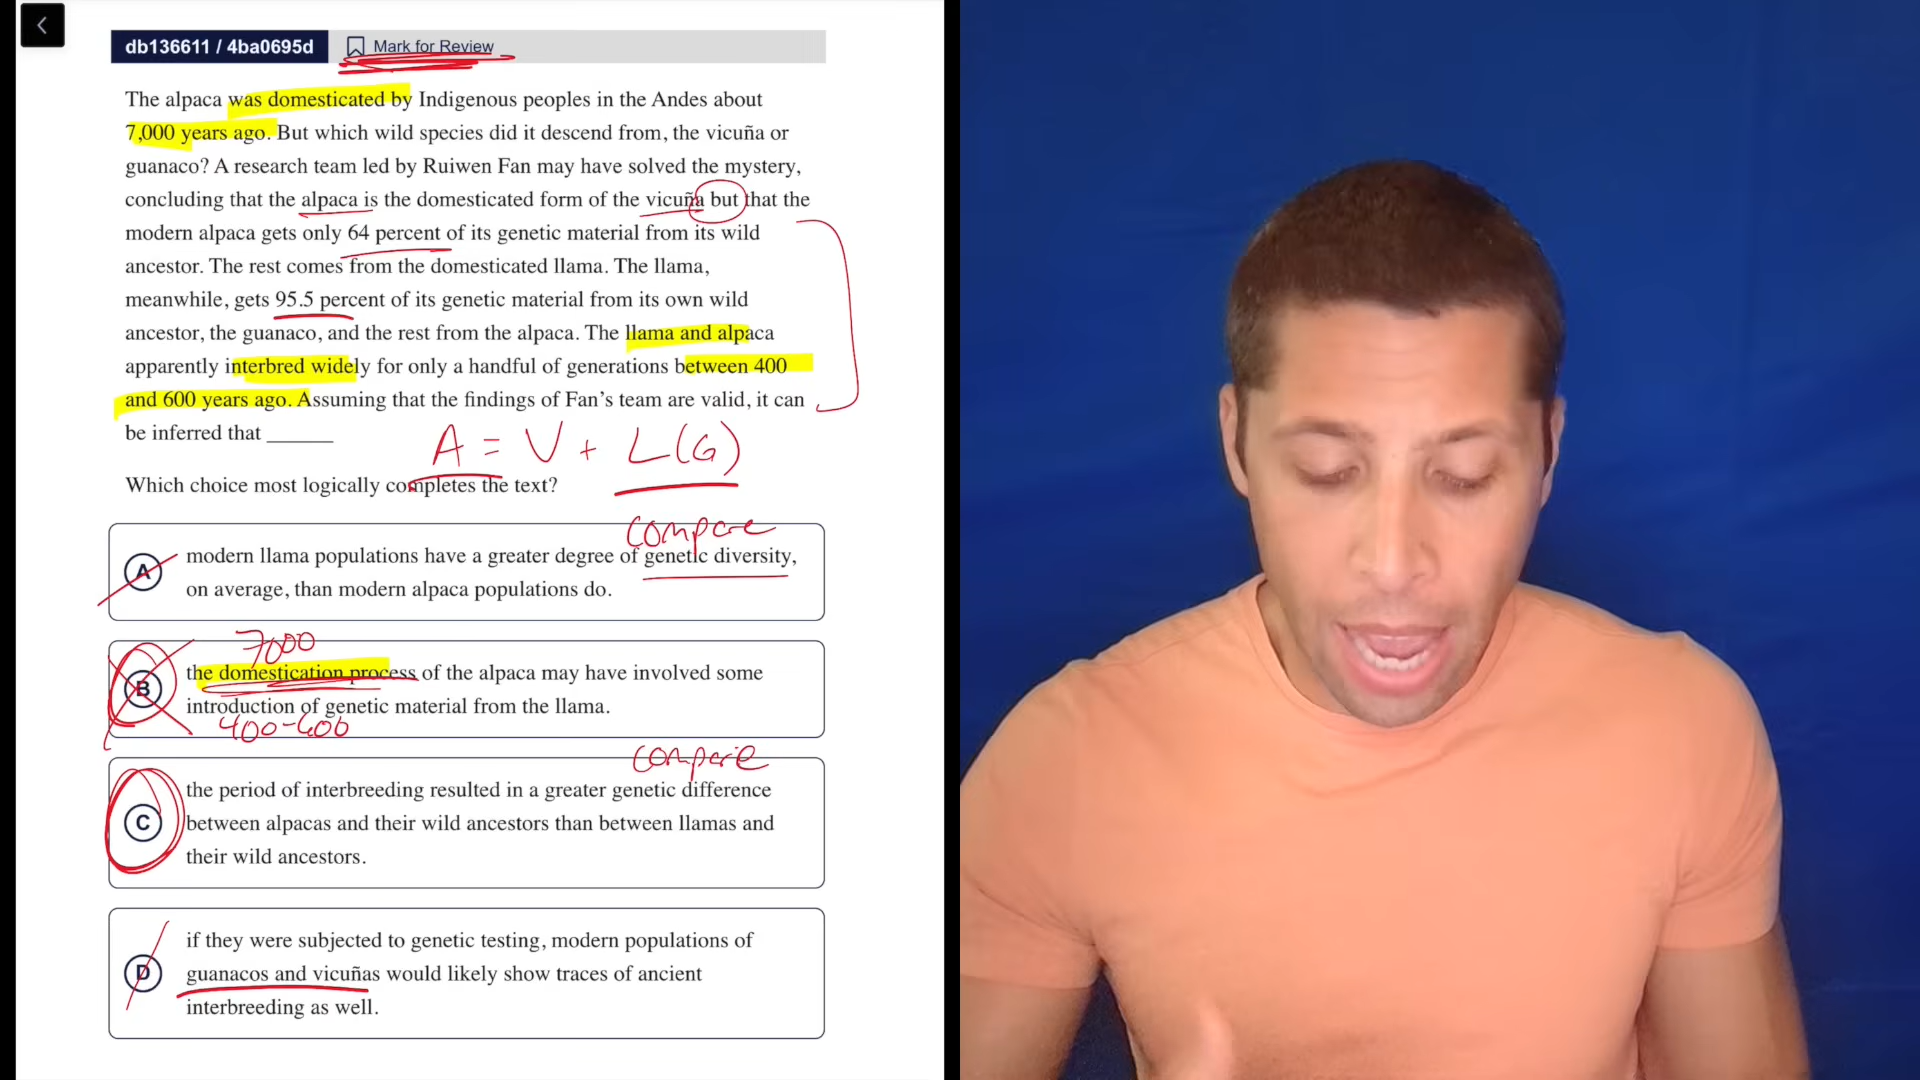 db136611 / 4ba0695d Mark for Review
The alpaca was domesticated by Indigenous peoples in the Andes about
7,000 years ago. But which wild species did it descend from, the vicuña or
guanaco? A research team led by Ruiwen Fan may have solved the mystery,
concluding that the alpaca is the domesticated form of the vicuña but that the
modern alpaca gets only 64 percent of its genetic material from its wild
ancestor. The rest comes from the domesticated llama. The llama,
meanwhile, gets 95.5 percent of its genetic material from its own wild
ancestor, the guanaco, and the rest from the alpaca. The llama and alpaca
apparently interbred widely for only a handful of generations between 400
and 600 years ago. Assuming that the findings of Fan's team are valid, it can
be inferred that ______
A = V + L(G)
Which choice most logically completes the text?
compare
A modern llama populations have a greater degree of genetic diversity,
on average, than modern alpaca populations do.
7000
B the domestication process of the alpaca may have involved some
introduction of genetic material from the llama.
400-600
compare
C the period of interbreeding resulted in a greater genetic difference
between alpacas and their wild ancestors than between llamas and
their wild ancestors.
D if they were subjected to genetic testing, modern populations of
guanacos and vicuñas would likely show traces of ancient
interbreeding as well.